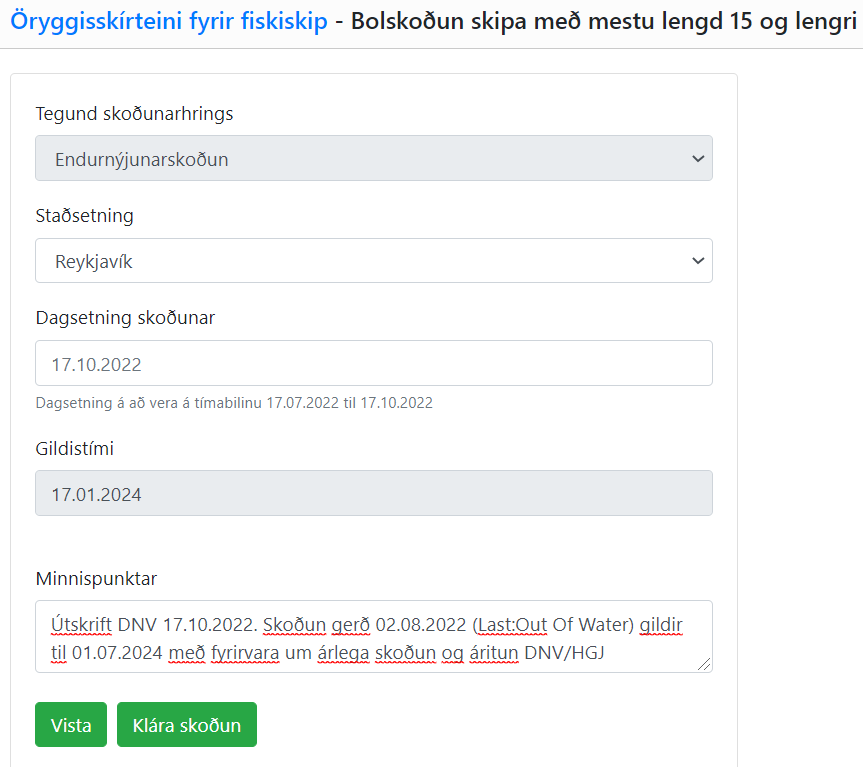 Öryggisskírteini fyrir fiskiskip - Bolskoðun skipa með mestu lengd 15 og lengri
Tegund skoðunarhrings
Endurnýjunarskoðun
Staðsetning
Reykjavík
Dagsetning skoðunar
17.10.2022
Dagsetning á að vera á tímabilinu 17.07.2022 til 17.10.2022
Gildistími
17.01.2024
Minnispunktar
Útskrift DNV 17.10.2022. Skoðun gerð 02.08.2022 (Last:Out Of Water) gildir
til 01.07.2024 með fyrirvara um árlega skoðun og áritun DNV/HGJ
Vista
Klára skoðun